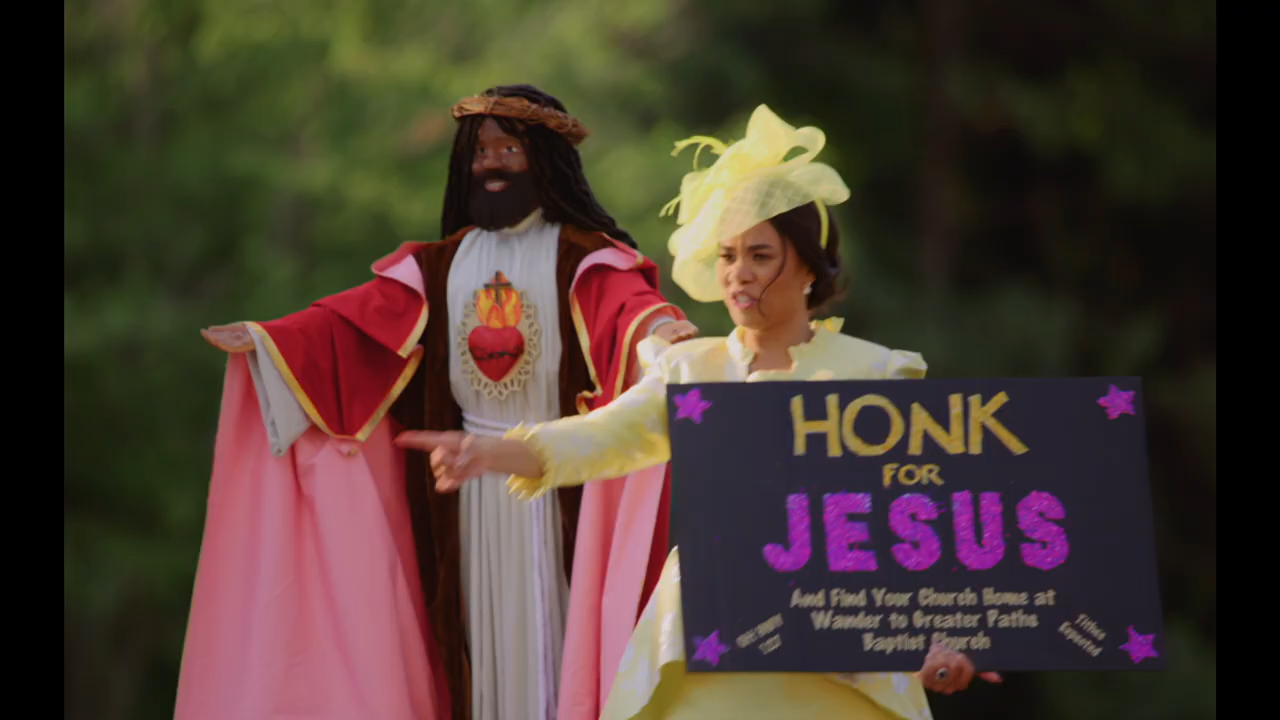 HONK
FOR
JESUS
And Find Your Church Home at
Wander to Greater Paths
Baptist Church
Tithes
Expected